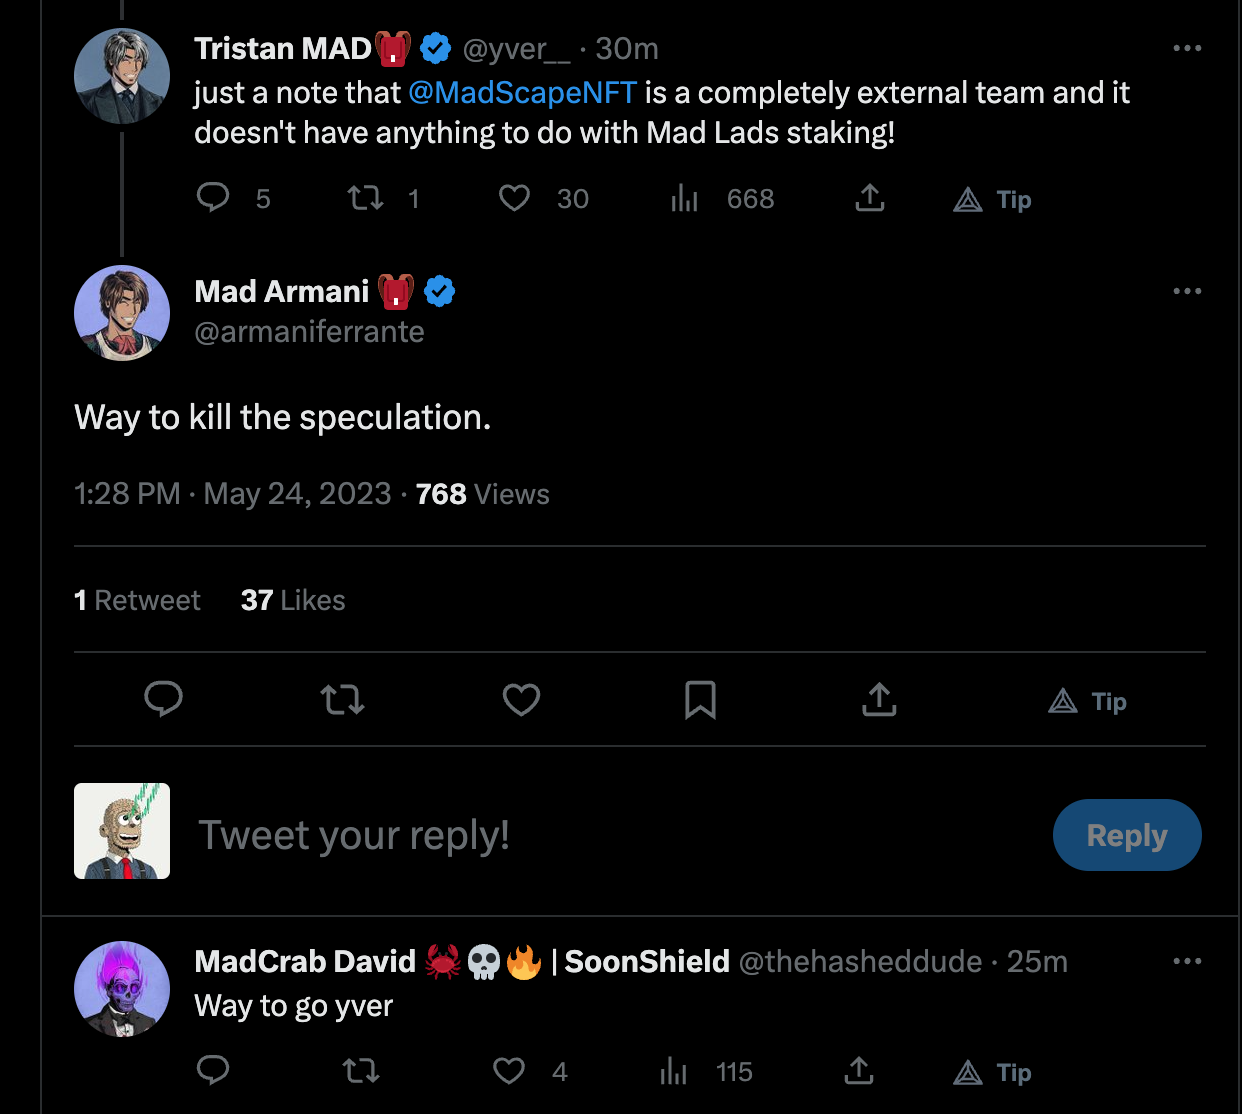 Tristan MAD🎒 @yver__ · 30m
just a note that @MadScapeNFT is a completely external team and it
doesn't have anything to do with Mad Lads staking!
5 1 30 668 Tip
Mad Armani 🎒
@armaniferrante
Way to kill the speculation.
1:28 PM · May 24, 2023 · 768 Views
1 Retweet 37 Likes
Tip
Tweet your reply!
Reply
MadCrab David 🦀💀🔥 | SoonShield @thehasheddude · 25m
Way to go yver
4 115 Tip